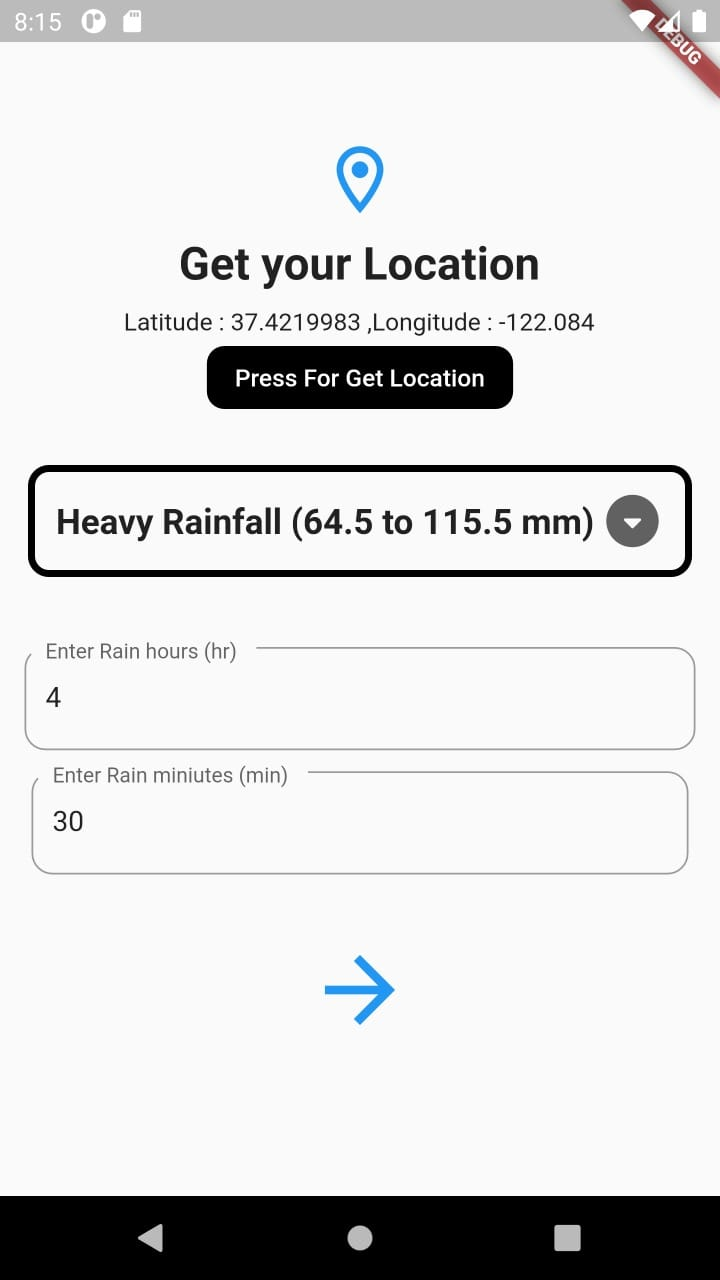 8:15
DEBUG
Get your Location
Latitude : 37.4219983 ,Longitude : -122.084
Press For Get Location
Heavy Rainfall (64.5 to 115.5 mm)
Enter Rain hours (hr)
4
Enter Rain miniutes (min)
30